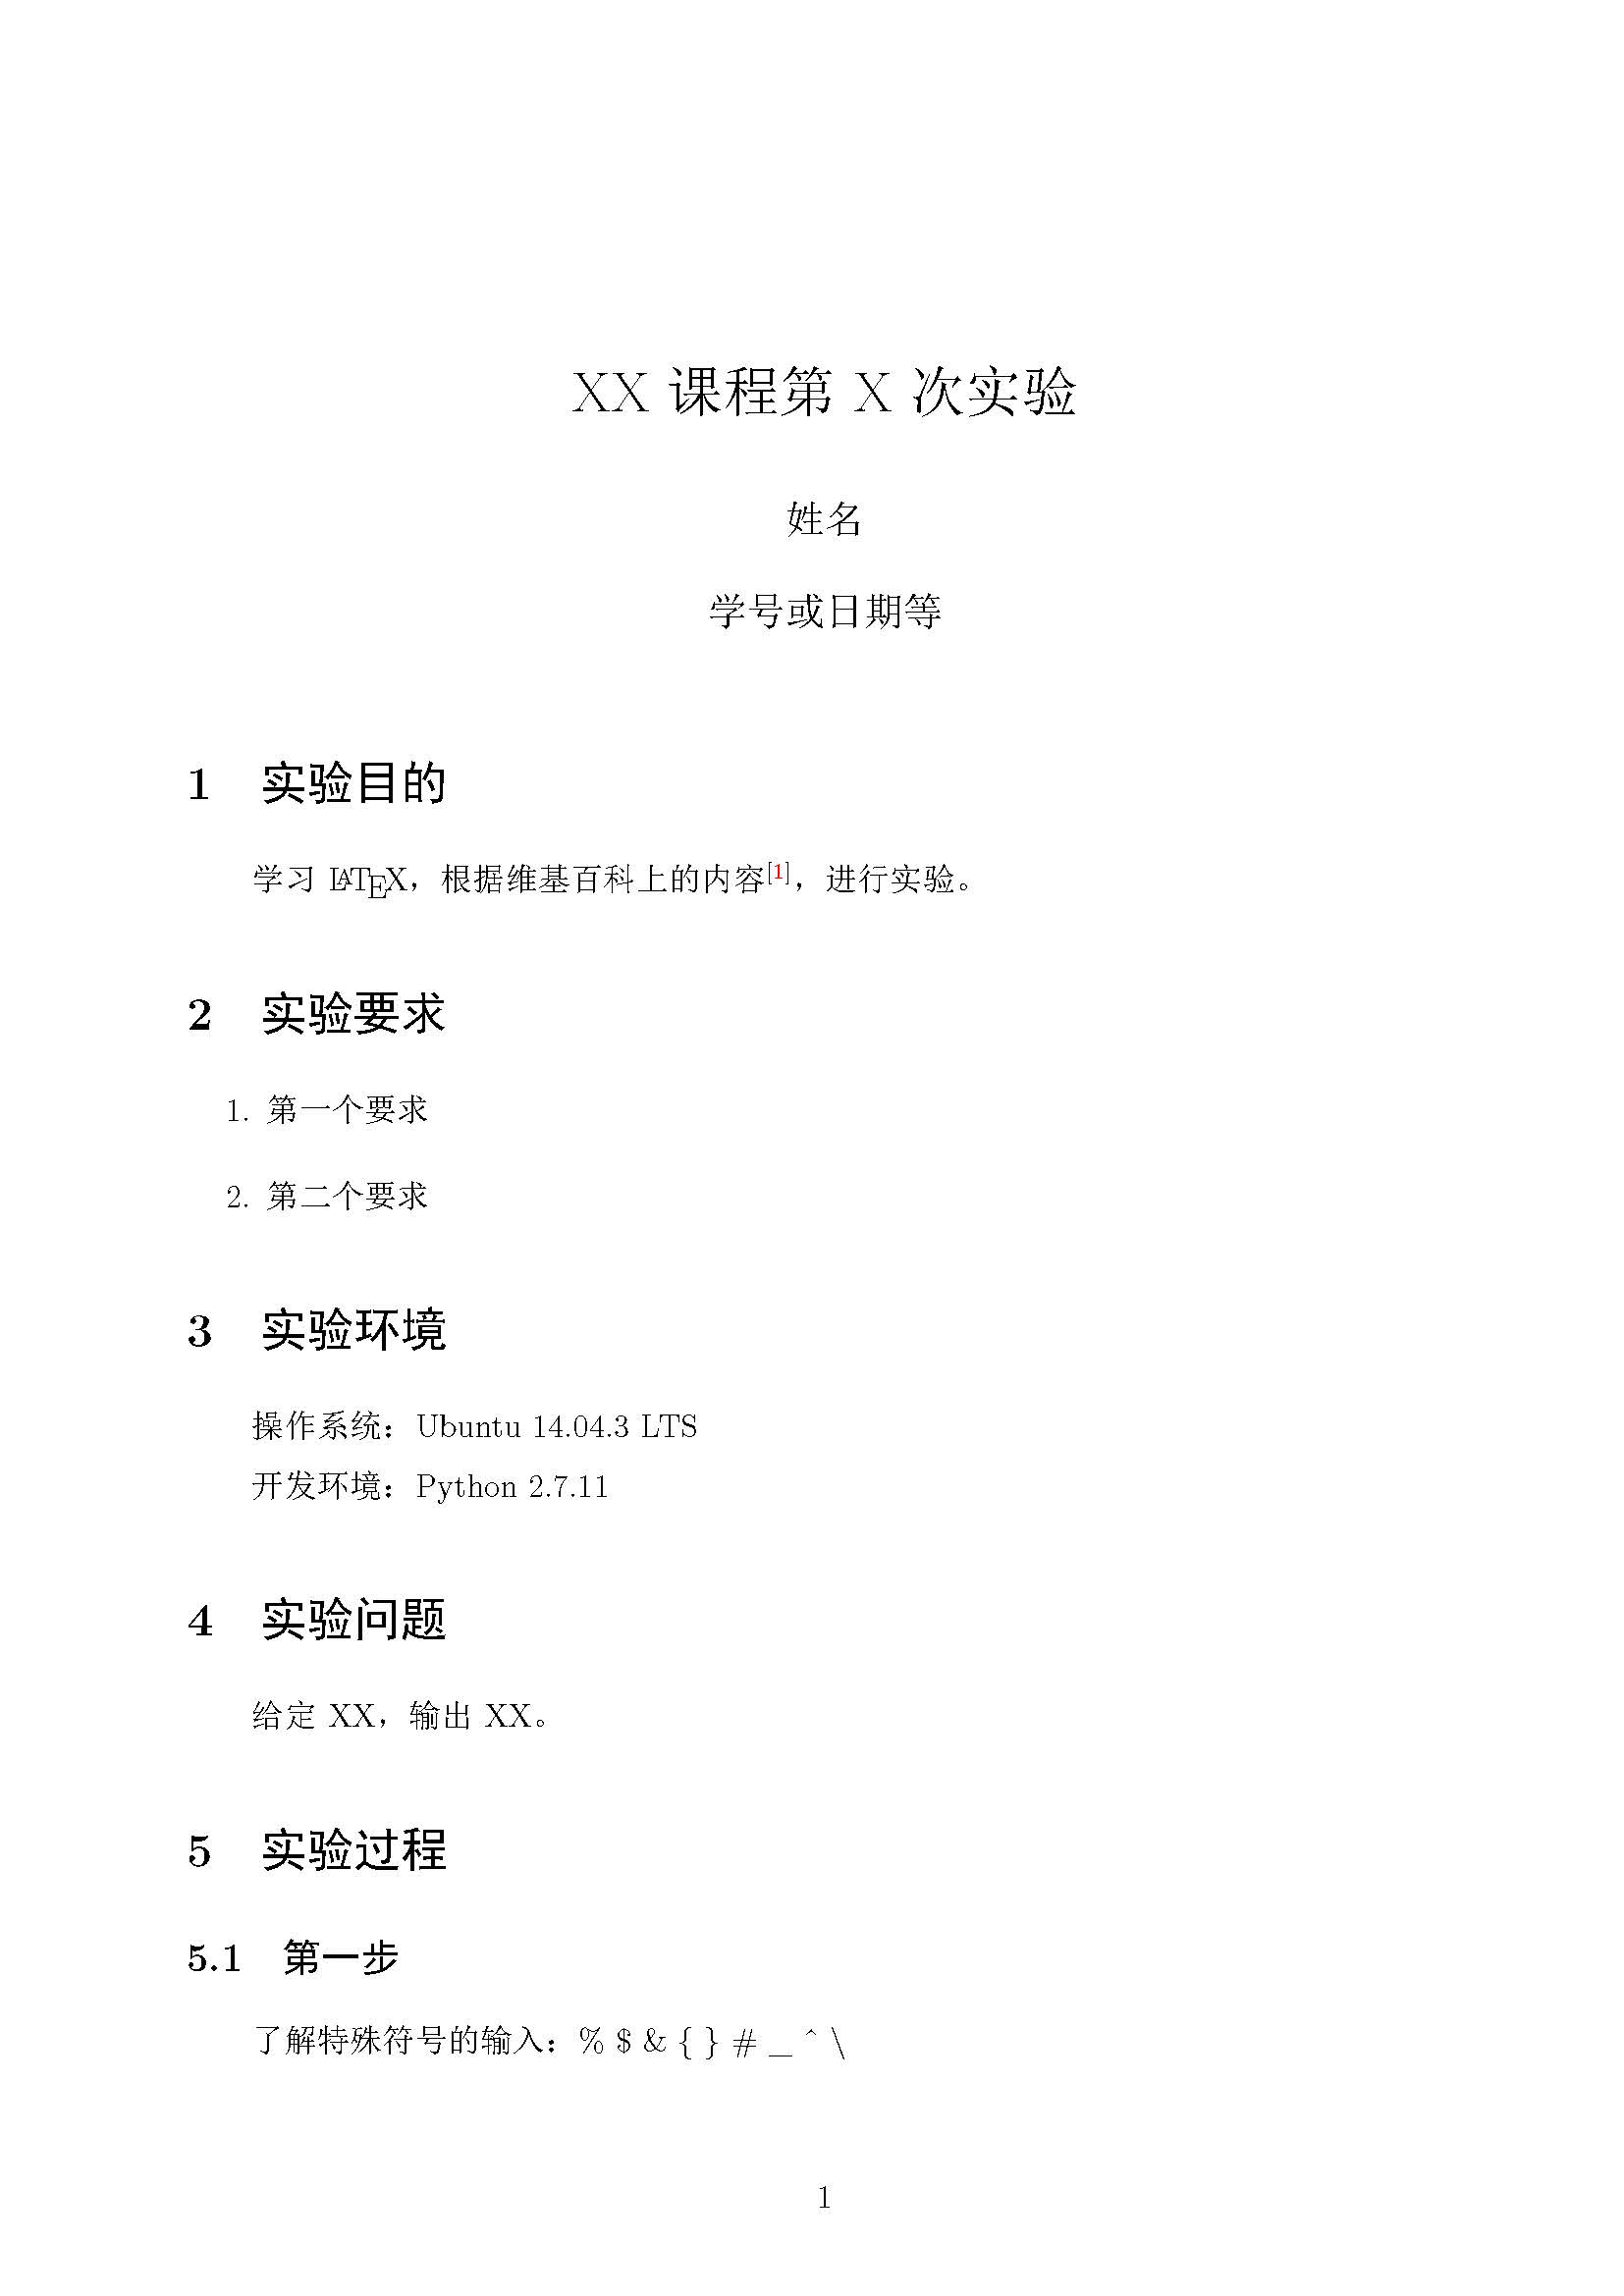 XX 课程第 X 次实验
姓名
学号或日期等
1 实验目的
学习 LATEX，根据维基百科上的内容[1]，进行实验。
2 实验要求
1. 第一个要求
2. 第二个要求
3 实验环境
操作系统：Ubuntu 14.04.3 LTS
开发环境：Python 2.7.11
4 实验问题
给定 XX，输出 XX。
5 实验过程
5.1 第一步
了解特殊符号的输入：% $ & { } # _ ^ \
1